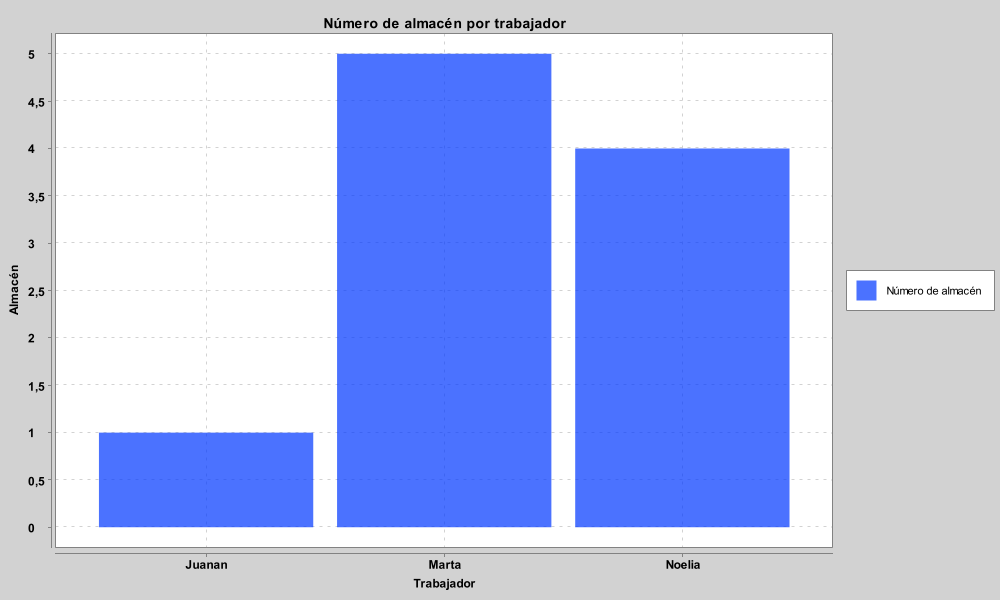 Número de almacén por trabajador
Almacén
5
4,5
4
3,5
3
2,5
2
1,5
1
0,5
0
Juanan
Marta
Noelia
Trabajador
Número de almacén